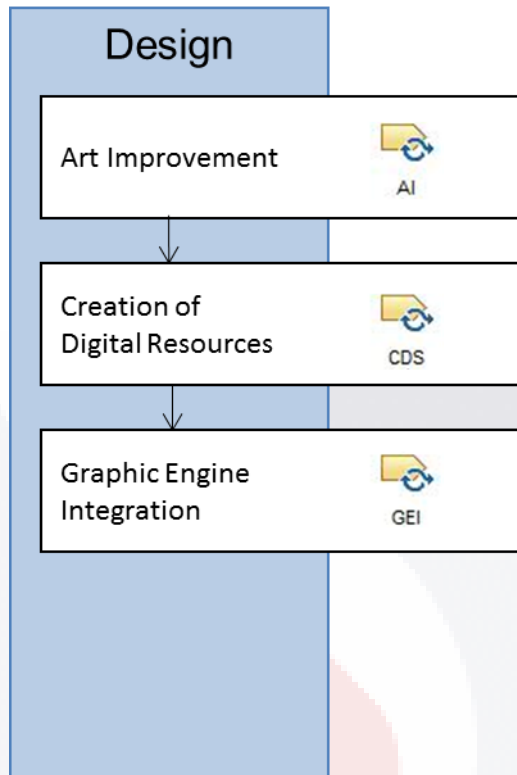 Design
Art Improvement
AI
Creation of
Digital Resources
CDS
Graphic Engine
Integration
GEI